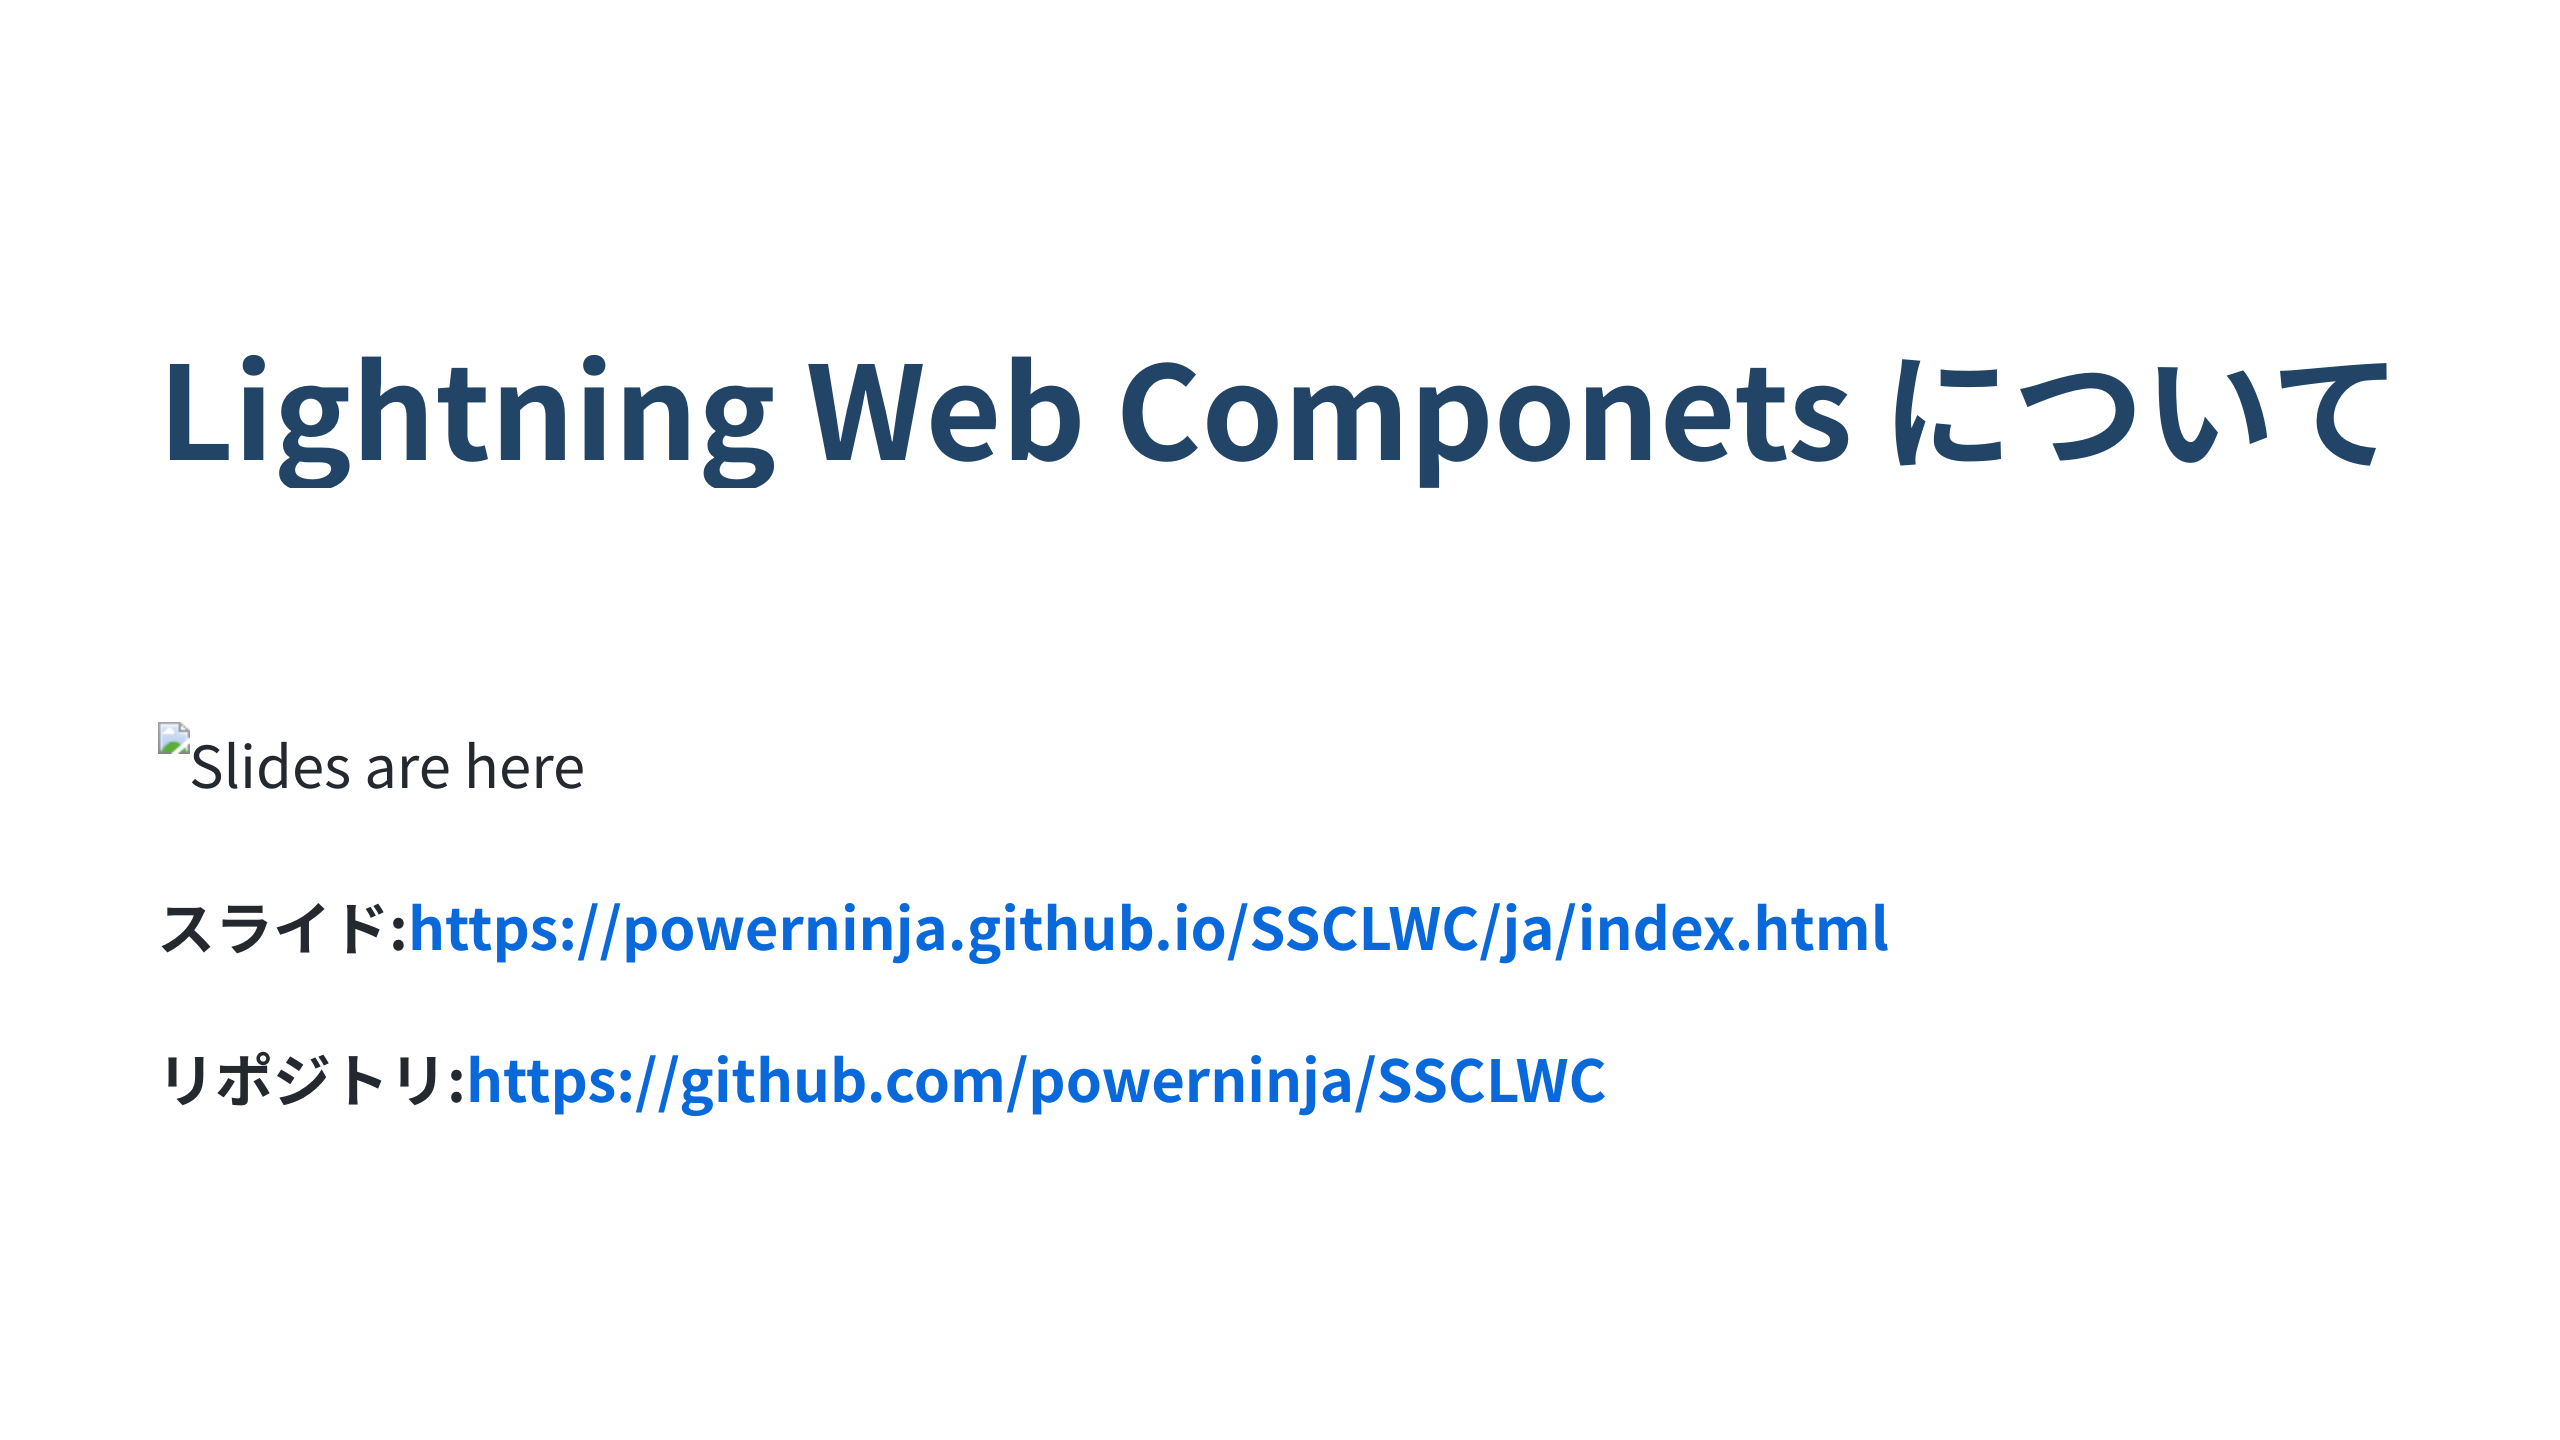 Lightning Web Componets について
Slides are here
スライド:https://powerninja.github.io/SSCLWC/ja/index.html
リポジトリ:https://github.com/powerninja/SSCLWC